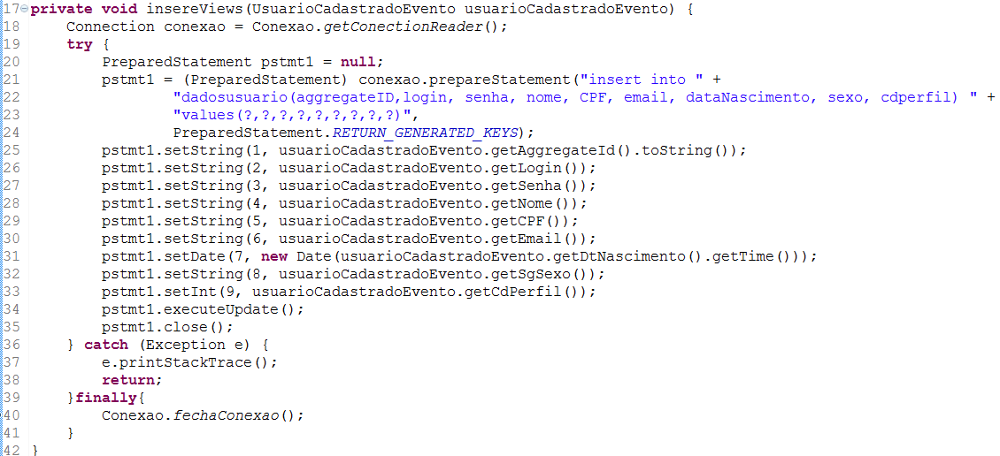 17⊖private void insereViews(UsuarioCadastradoEvento usuarioCadastradoEvento) {
18    Connection conexao = Conexao.getConectionReader();
19    try {
20        PreparedStatement pstmt1 = null;
21        pstmt1 = (PreparedStatement) conexao.prepareStatement("insert into " +
22                "dadosusuario(aggregateID,login, senha, nome, CPF, email, dataNascimento, sexo, cdperfil) " +
23                "values(?,?,?,?,?,?,?,?,?)",
24                PreparedStatement.RETURN_GENERATED_KEYS);
25        pstmt1.setString(1, usuarioCadastradoEvento.getAggregateId().toString());
26        pstmt1.setString(2, usuarioCadastradoEvento.getLogin());
27        pstmt1.setString(3, usuarioCadastradoEvento.getSenha());
28        pstmt1.setString(4, usuarioCadastradoEvento.getNome());
29        pstmt1.setString(5, usuarioCadastradoEvento.getCPF());
30        pstmt1.setString(6, usuarioCadastradoEvento.getEmail());
31        pstmt1.setDate(7, new Date(usuarioCadastradoEvento.getDtNascimento().getTime()));
32        pstmt1.setString(8, usuarioCadastradoEvento.getSgSexo());
33        pstmt1.setInt(9, usuarioCadastradoEvento.getCdPerfil());
34        pstmt1.executeUpdate();
35        pstmt1.close();
36    } catch (Exception e) {
37        e.printStackTrace();
38        return;
39    }finally{
40        Conexao.fechaConexao();
41    }
42 }